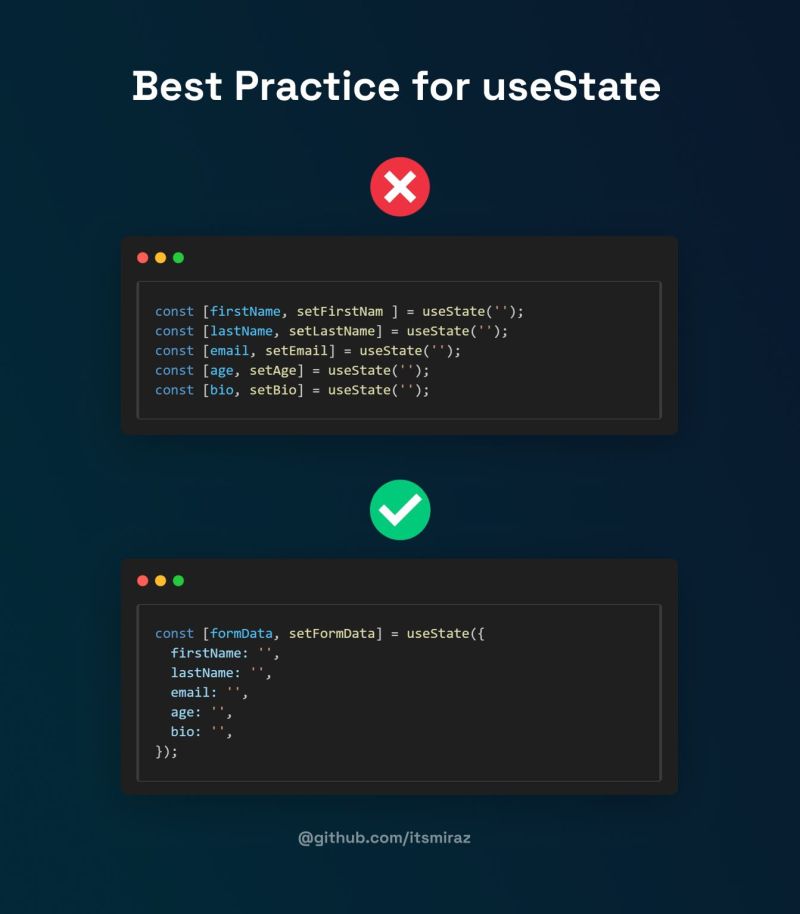 Best Practice for useState
const [firstName, setFirstNam ] = useState('');
const [lastName, setLastName] = useState('');
const [email, setEmail] = useState('');
const [age, setAge] = useState('');
const [bio, setBio] = useState('');
const [formData, setFormData] = useState({
  firstName: '',
  lastName: '',
  email: '',
  age: '',
  bio: '',
});
@github.com/itsmiraz